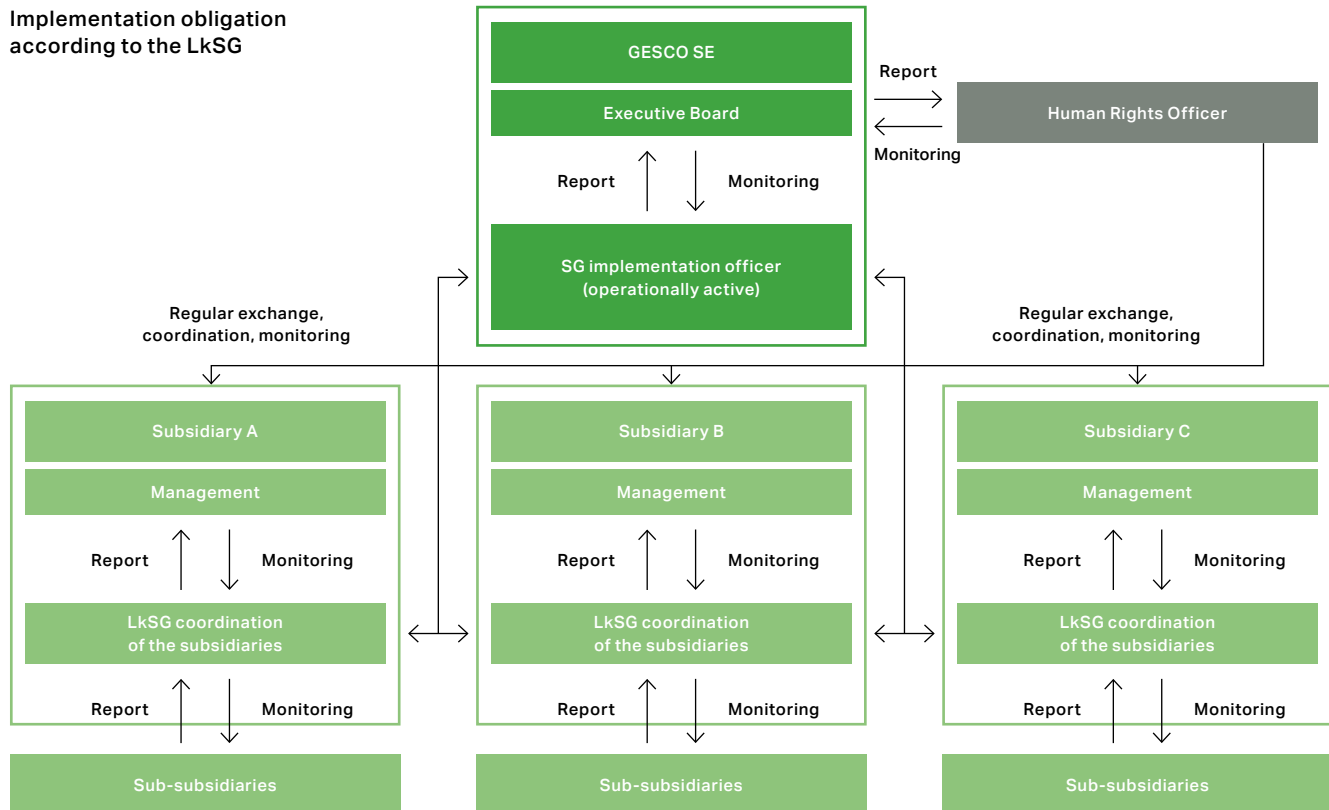 Implementation obligation
according to the LkSG
GESCO SE
Executive Board
Report
Monitoring
Human Rights Officer
Report
Monitoring
SG implementation officer
(operationally active)
Regular exchange,
coordination, monitoring
Regular exchange,
coordination, monitoring
Subsidiary A
Management
Report
Monitoring
LkSG coordination
of the subsidiaries
Report
Monitoring
Sub-subsidiaries
Subsidiary B
Management
Report
Monitoring
LkSG coordination
of the subsidiaries
Report
Monitoring
Sub-subsidiaries
Subsidiary C
Management
Report
Monitoring
LkSG coordination
of the subsidiaries
Report
Monitoring
Sub-subsidiaries